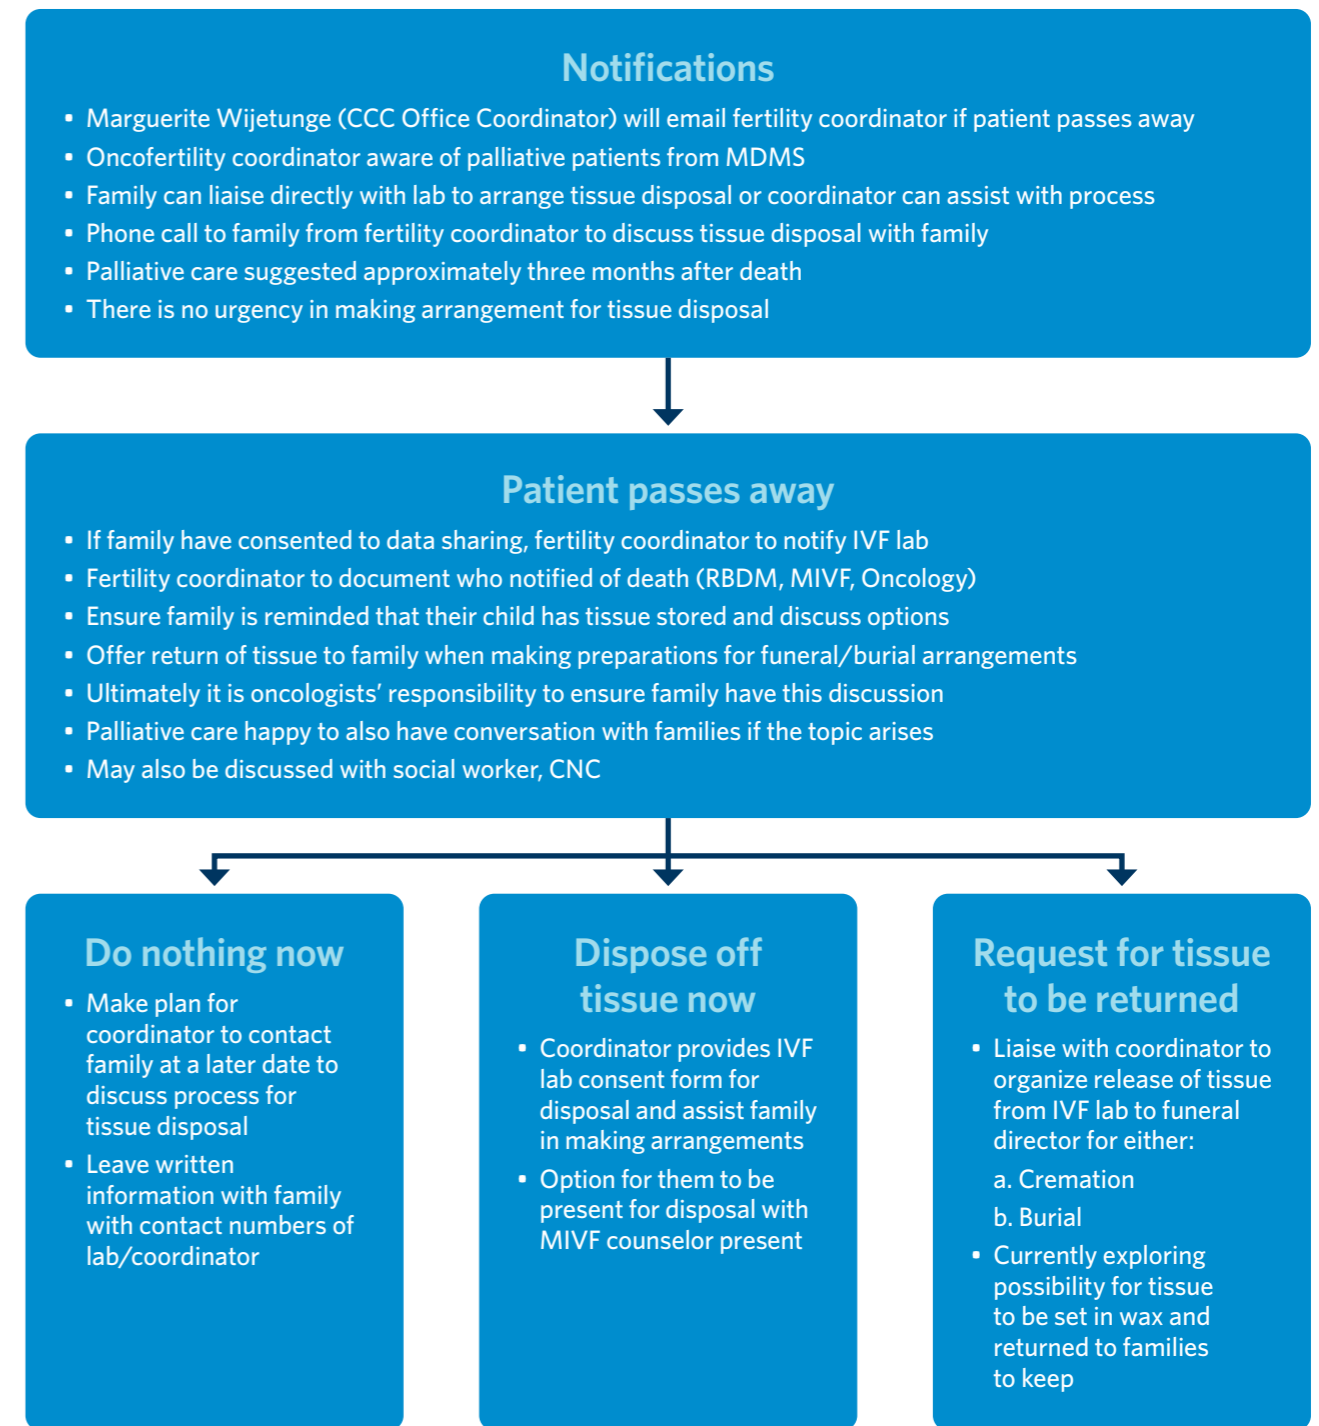 Notifications
▪ Marguerite Wijetunge (CCC Office Coordinator) will email fertility coordinator if patient passes away
▪ Oncofertility coordinator aware of palliative patients from MDMS
▪ Family can liaise directly with lab to arrange tissue disposal or coordinator can assist with process
▪ Phone call to family from fertility coordinator to discuss tissue disposal with family
▪ Palliative care suggested approximately three months after death
▪ There is no urgency in making arrangement for tissue disposal
Patient passes away
▪ If family have consented to data sharing, fertility coordinator to notify IVF lab
▪ Fertility coordinator to document who notified of death (RBDM, MIVF, Oncology)
▪ Ensure family is reminded that their child has tissue stored and discuss options
▪ Offer return of tissue to family when making preparations for funeral/burial arrangements
▪ Ultimately it is oncologists' responsibility to ensure family have this discussion
▪ Palliative care happy to also have conversation with families if the topic arises
▪ May also be discussed with social worker, CNC
Do nothing now
▪ Make plan for
coordinator to contact
family at a later date to
discuss process for
tissue disposal
▪ Leave written
information with family
with contact numbers of
lab/coordinator
Dispose off
tissue now
▪ Coordinator provides IVF
lab consent form for
disposal and assist family
in making arrangements
▪ Option for them to be
present for disposal with
MIVF counselor present
Request for tissue
to be returned
▪ Liaise with coordinator to
organize release of tissue
from IVF lab to funeral
director for either:
a. Cremation
b. Burial
▪ Currently exploring
possibility for tissue
to be set in wax and
returned to families
to keep